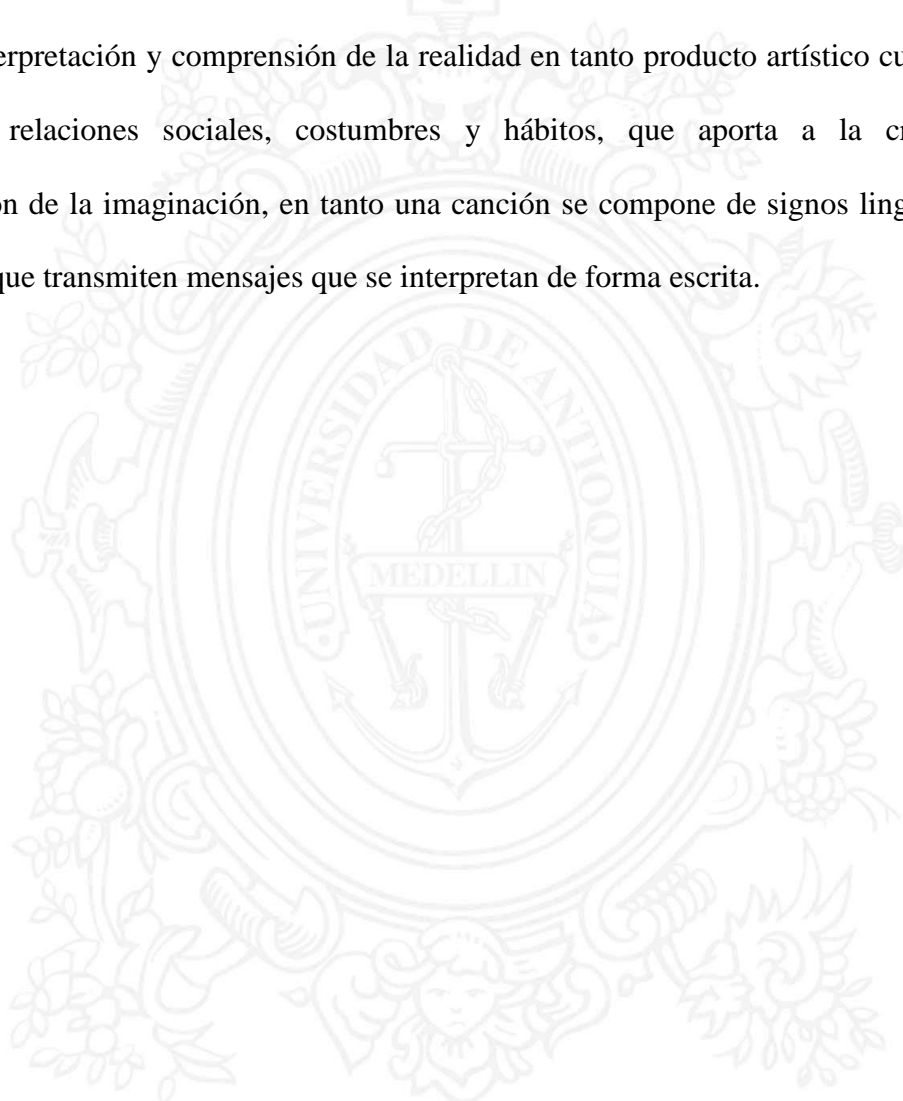 erpretación y comprensión de la realidad en tanto producto artístico cu
relaciones sociales, costumbres y hábitos, que aporta a la cr
ón de la imaginación, en tanto una canción se compone de signos ling
que transmiten mensajes que se interpretan de forma escrita.
UNIVERSIDAD DE ANTIOQUIA
MEDELLIN